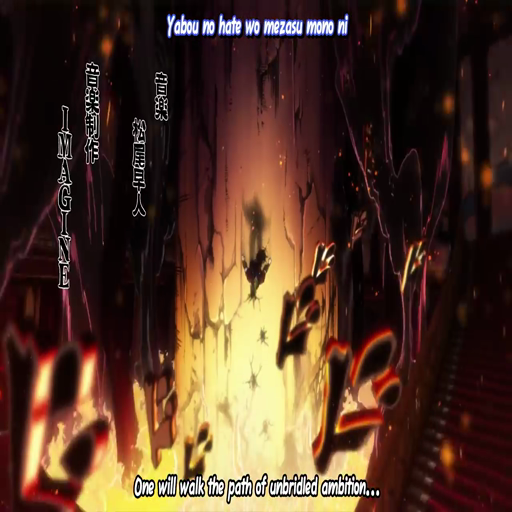 Yabou no hate wo mezasu mono ni
音楽
松尾早人
音楽制作
IMAGINE
One will walk the path of unbridled ambition...